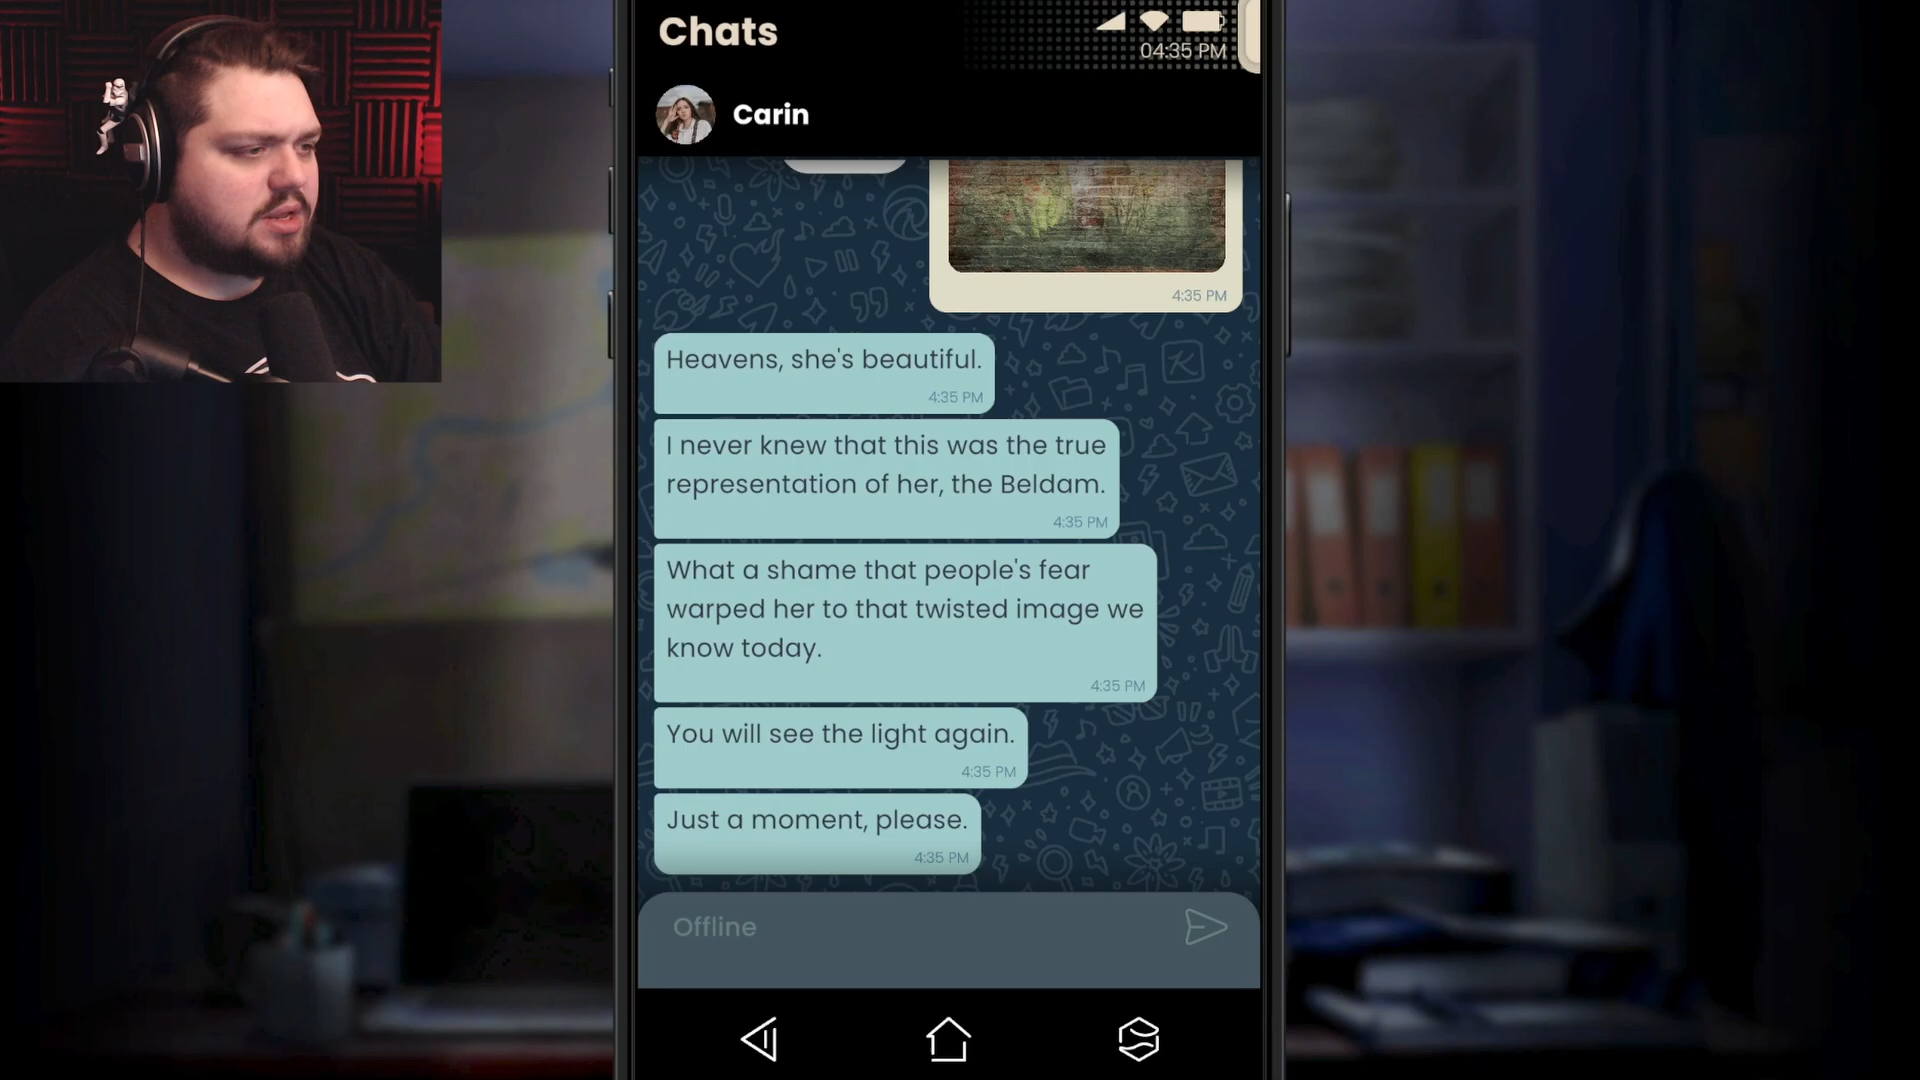 Chats
04:35 PM
Carin
4:35 PM
Heavens, she's beautiful.
4:35 PM
I never knew that this was the true
representation of her, the Beldam.
4:35 PM
What a shame that people's fear
warped her to that twisted image we
know today.
4:35 PM
You will see the light again.
4:35 PM
Just a moment, please.
4:35 PM
Offline